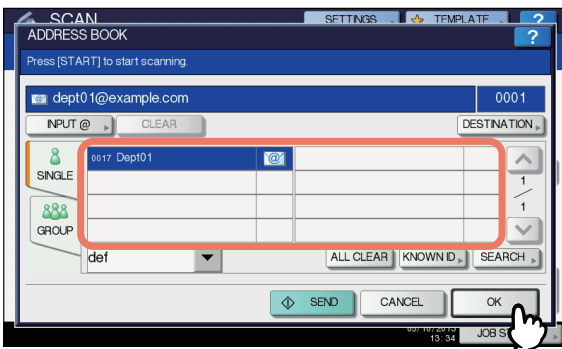 SCAN
SETTINGS
TEMPLATE
?
ADDRESS BOOK
?
Press [START] to start scanning.
dept01@example.com
0001
INPUT @
CLEAR
DESTINATION
SINGLE
0017 Dept01
@
1
1
GROUP
def
ALL CLEAR
KNOWN ID
SEARCH
SEND
CANCEL
OK
13:34